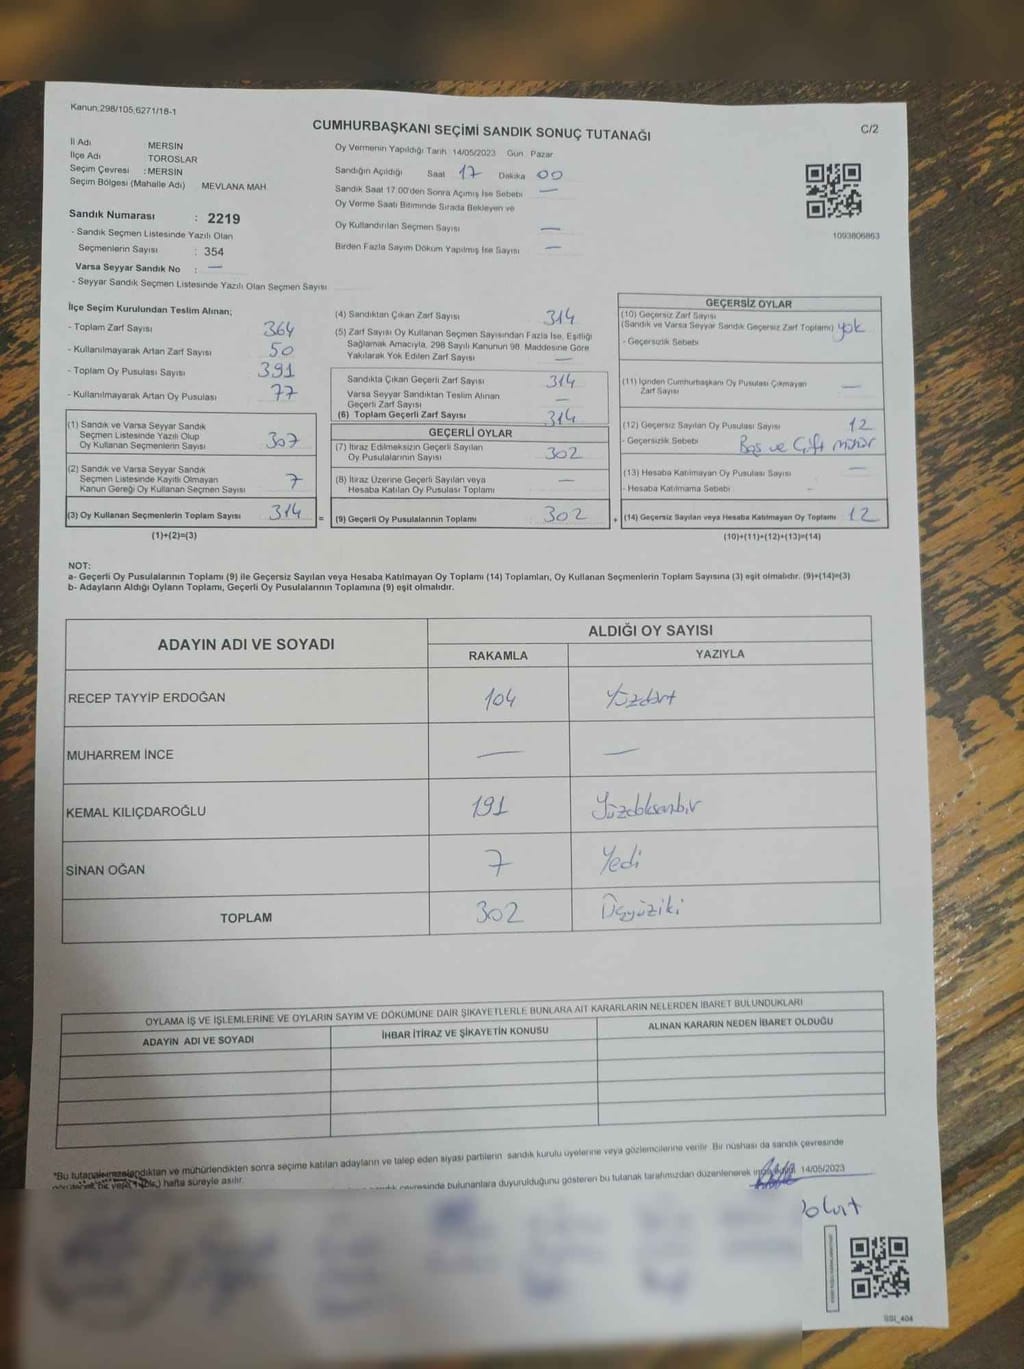 Kanun.298/105,6271/18-1
CUMHURBAŞKANI SEÇİMİ SANDIK SONUÇ TUTANAĞI
C/2
İl Adı MERSİN
İlçe Adı TOROSLAR
Seçim Çevresi : MERSİN
Seçim Bölgesi (Mahalle Adı) MEVLANA MAH.
Sandık Numarası : 2219
- Sandık Seçmen Listesinde Yazılı Olan
Seçmenlerin Sayısı : 354
Varsa Seyyar Sandık No : —
- Seyyar Sandık Seçmen Listesinde Yazılı Olan Seçmen Sayısı
Oy Vermenin Yapıldığı Tarih 14/05/2023 Gün Pazar
Sandığın Açıldığı Saat 17 Dakika 00
Sandık Saat 17.00'den Sonra Açılmış İse Sebebi —
Oy Verme Saati Bitiminde Sırada Bekleyen ve
Oy Kullandırılan Seçmen Sayısı —
Birden Fazla Sayım Döküm Yapılmış İse Sayısı —
1093806863
İlçe Seçim Kurulundan Teslim Alınan;
- Toplam Zarf Sayısı 364
- Kullanılmayarak Artan Zarf Sayısı 50
- Toplam Oy Pusulası Sayısı 391
- Kullanılmayarak Artan Oy Pusulası 77
(1) Sandık ve Varsa Seyyar Sandık
Seçmen Listesinde Yazılı Olup
Oy Kullanan Seçmenlerin Sayısı 307
(2) Sandık ve Varsa Seyyar Sandık
Seçmen Listesinde Kayıtlı Olmayan
Kanun Gereği Oy Kullanan Seçmen Sayısı 7
(3) Oy Kullanan Seçmenlerin Toplam Sayısı 314
(1)+(2)=(3)
(4) Sandıktan Çıkan Zarf Sayısı 314
(5) Zarf Sayısı Oy Kullanan Seçmen Sayısından Fazla İse, Eşitliği
Sağlamak Amacıyla, 298 Sayılı Kanunun 98. Maddesine Göre
Yakılarak Yok Edilen Zarf Sayısı —
Sandıkta Çıkan Geçerli Zarf Sayısı 314
Varsa Seyyar Sandıktan Teslim Alınan
Geçerli Zarf Sayısı —
(6) Toplam Geçerli Zarf Sayısı 314
GEÇERLİ OYLAR
(7) İtiraz Edilmeksizin Geçerli Sayılan
Oy Pusulalarının Sayısı 302
(8) İtiraz Üzerine Geçerli Sayılan veya
Hesaba Katılan Oy Pusulası Toplamı —
= (9) Geçerli Oy Pusulalarının Toplamı 302
GEÇERSİZ OYLAR
(10) Geçersiz Zarf Sayısı
(Sandık ve Varsa Seyyar Sandık Geçersiz Zarf Toplamı) yok
- Geçersizlik Sebebi
(11) İçinden Cumhurbaşkanı Oy Pusulası Çıkmayan
Zarf Sayısı —
(12) Geçersiz Sayılan Oy Pusulası Sayısı 12
- Geçersizlik Sebebi Boş ve Çift mühür
(13) Hesaba Katılmayan Oy Pusulası Sayısı —
- Hesaba Katılmama Sebebi -
+ (14) Geçersiz Sayılan veya Hesaba Katılmayan Oy Toplamı 12
(10)+(11)+(12)+(13)=(14)
NOT:
a- Geçerli Oy Pusulalarının Toplamı (9) ile Geçersiz Sayılan veya Hesaba Katılmayan Oy Toplamı (14) Toplamları, Oy Kullanan Seçmenlerin Toplam Sayısına (3) eşit olmalıdır. (9)+(14)=(3)
b- Adayların Aldığı Oyların Toplamı, Geçerli Oy Pusulalarının Toplamına (9) eşit olmalıdır.
ADAYIN ADI VE SOYADI
ALDIĞI OY SAYISI
RAKAMLA YAZIYLA
RECEP TAYYİP ERDOĞAN 104 Yüzdört
MUHARREM İNCE — —
KEMAL KILIÇDAROĞLU 191 Yüzdoksanbir
SİNAN OĞAN 7 Yedi
TOPLAM 302 Üçyüziki
OYLAMA İŞ VE İŞLEMLERİNE VE OYLARIN SAYIM VE DÖKÜMÜNE DAİR ŞİKAYETLERLE BUNLARA AİT KARARLARIN NELERDEN İBARET BULUNDUKLARI
ADAYIN ADI VE SOYADI İHBAR İTİRAZ VE ŞİKAYETİN KONUSU ALINAN KARARIN NEDEN İBARET OLDUĞU
*Bu tutanak imzalandıktan ve mühürlendikten sonra seçime katılan adayların ve talep eden siyasi partilerin sandık kurulu üyelerine veya gözlemcilerine verilir. Bir nüshası da sandık çevresinde
hafta süreyle asılır.
çevresinde bulunanlara duyurulduğunu gösteren bu tutanak tarafımızdan düzenlenerek 14/05/2023
SSI_404